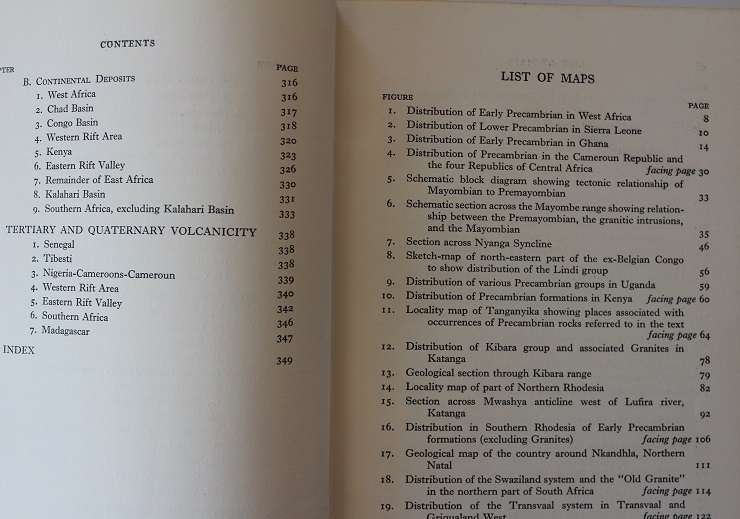 CONTENTS
PTER PAGE
B. CONTINENTAL DEPOSITS 316
1. West Africa 316
2. Chad Basin 317
3. Congo Basin 318
4. Western Rift Area 320
5. Kenya 323
6. Eastern Rift Valley 326
7. Remainder of East Africa 330
8. Kalahari Basin 331
9. Southern Africa, excluding Kalahari Basin 333
TERTIARY AND QUATERNARY VOLCANICITY 338
1. Senegal 338
2. Tibesti 338
3. Nigeria-Cameroons-Cameroun 339
4. Western Rift Area 340
5. Eastern Rift Valley 342
6. Southern Africa 346
7. Madagascar 347
INDEX 349
LIST OF MAPS
FIGURE PAGE
1. Distribution of Early Precambrian in West Africa 8
2. Distribution of Lower Precambrian in Sierra Leone 10
3. Distribution of Early Precambrian in Ghana 14
4. Distribution of Precambrian in the Cameroun Republic and
the four Republics of Central Africa facing page 30
5. Schematic block diagram showing tectonic relationship of
Mayombian to Premayombian 33
6. Schematic section across the Mayombe range showing relation-
ship between the Premayombian, the granitic intrusions,
and the Mayombian 35
7. Section across Nyanga Syncline 46
8. Sketch-map of north-eastern part of the ex-Belgian Congo
to show distribution of the Lindi group 56
9. Distribution of various Precambrian groups in Uganda 59
10. Distribution of Precambrian formations in Kenya facing page 60
11. Locality map of Tanganyika showing places associated with
occurrences of Precambrian rocks referred to in the text
facing page 64
12. Distribution of Kibara group and associated Granites in
Katanga 78
13. Geological section through Kibara range 79
14. Locality map of part of Northern Rhodesia 82
15. Section across Mwashya anticline west of Lufira river,
Katanga 92
16. Distribution in Southern Rhodesia of Early Precambrian
formations (excluding Granites) facing page 106
17. Geological map of the country around Nkandhla, Northern
Natal 111
18. Distribution of the Swaziland system and the "Old Granite"
in the northern part of South Africa facing page 114
19. Distribution of the Transvaal system in Transvaal and
Griqualand West facing page 122